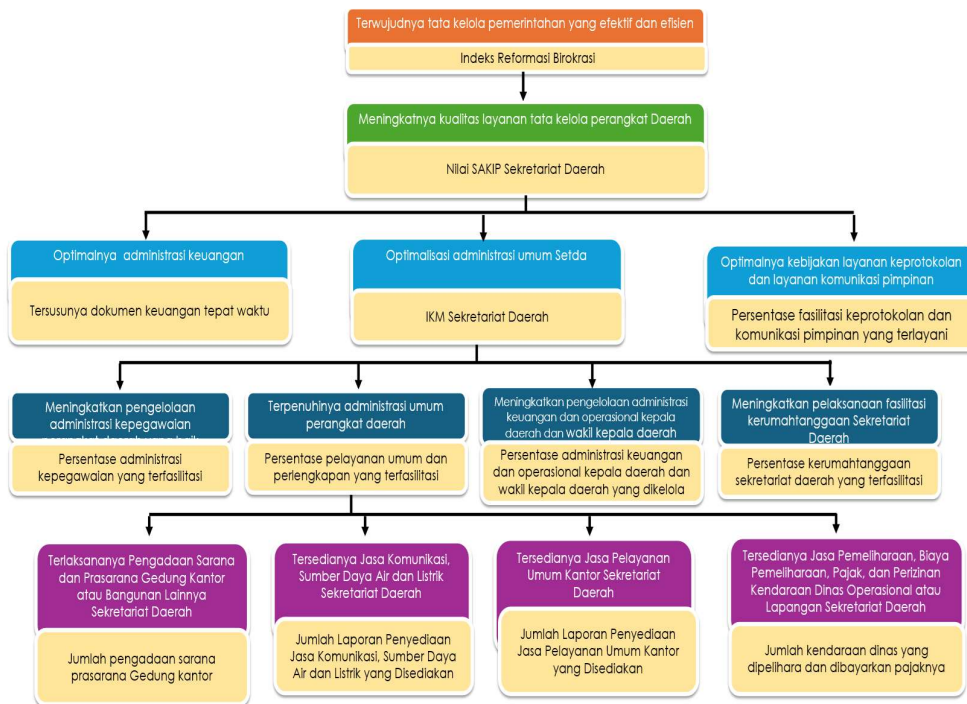 Terwujudnya tata kelola pemerintahan yang efektif dan efisien
Indeks Reformasi Birokrasi
Meningkatnya kualitas layanan tata kelola perangkat Daerah
Nilai SAKIP Sekretariat Daerah
Optimalnya administrasi keuangan
Tersusunya dokumen keuangan tepat waktu
Optimalisasi administrasi umum Setda
IKM Sekretariat Daerah
Optimalnya kebijakan layanan keprotokolan
dan layanan komunikasi pimpinan
Persentase fasilitasi keprotokolan dan
komunikasi pimpinan yang terlayani
Meningkatkan pengelolaan
administrasi kepegawaian
perangkat daerah yang baik
Persentase administrasi
kepegawaian yang terfasilitasi
Terpenuhinya administrasi umum
perangkat daerah
Persentase pelayanan umum dan
perlengkapan yang terfasilitasi
Meningkatkan pengelolaan administrasi
keuangan dan operasional kepala
daerah dan wakil kepala daerah
Persentase administrasi keuangan
dan operasional kepala daerah dan
wakil kepala daerah yang dikelola
Meningkatkan pelaksanaan fasilitasi
kerumahtanggaan Sekretariat
Daerah
Persentase kerumahtanggaan
sekretariat daerah yang terfasilitasi
Terlaksananya Pengadaan Sarana
dan Prasarana Gedung Kantor
atau Bangunan Lainnya
Sekretariat Daerah
Jumlah pengadaan sarana
prasarana Gedung kantor
Tersedianya Jasa Komunikasi,
Sumber Daya Air dan Listrik
Sekretariat Daerah
Jumlah Laporan Penyediaan
Jasa Komunikasi, Sumber Daya
Air dan Listrik yang Disediakan
Tersedianya Jasa Pelayanan
Umum Kantor Sekretariat
Daerah
Jumlah Laporan Penyediaan
Jasa Pelayanan Umum Kantor
yang Disediakan
Tersedianya Jasa Pemeliharaan, Biaya
Pemeliharaan, Pajak, dan Perizinan
Kendaraan Dinas Operasional atau
Lapangan Sekretariat Daerah
Jumlah kendaraan dinas yang
dipelihara dan dibayarkan pajaknya